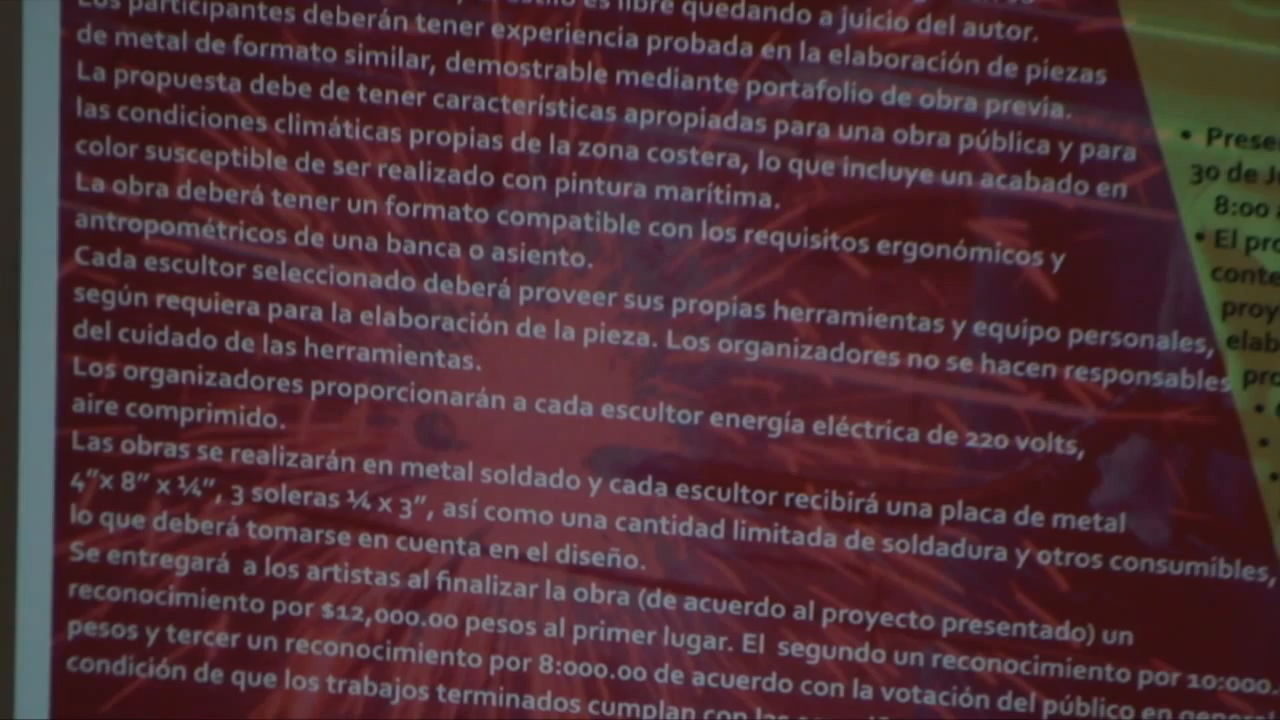 Los participantes deberán tener experiencia probada en la elaboración de piezas
es libre quedando a juicio del autor.
de metal de formato similar, demostrable mediante portafolio de obra previa.
La propuesta debe de tener características apropiadas para una obra pública y para
las condiciones climáticas propias de la zona costera, lo que incluye un acabado en
color susceptible de ser realizado con pintura marítima.
La obra deberá tener un formato compatible con los requisitos ergonómicos y
antropométricos de una banca o asiento.
Cada escultor seleccionado deberá proveer sus propias herramientas y equipo personales,
según requiera para la elaboración de la pieza. Los organizadores no se hacen responsables
del cuidado de las herramientas.
Los organizadores proporcionarán a cada escultor energía eléctrica de 220 volts,
aire comprimido.
Las obras se realizarán en metal soldado y cada escultor recibirá una placa de metal
4”x 8” x ¼”, 3 soleras ¼ x 3”, así como una cantidad limitada de soldadura y otros consumibles,
lo que deberá tomarse en cuenta en el diseño.
Se entregará a los artistas al finalizar la obra (de acuerdo al proyecto presentado) un
reconocimiento por $12,000.00 pesos al primer lugar. El segundo un reconocimiento por 10:000.
pesos y tercer un reconocimiento por 8:000.00 de acuerdo con la votación del público en general
condición de que los trabajos terminados cumplan con las
• Prese
30 de J
8:00
• El pro
conte
proy
elab
pro